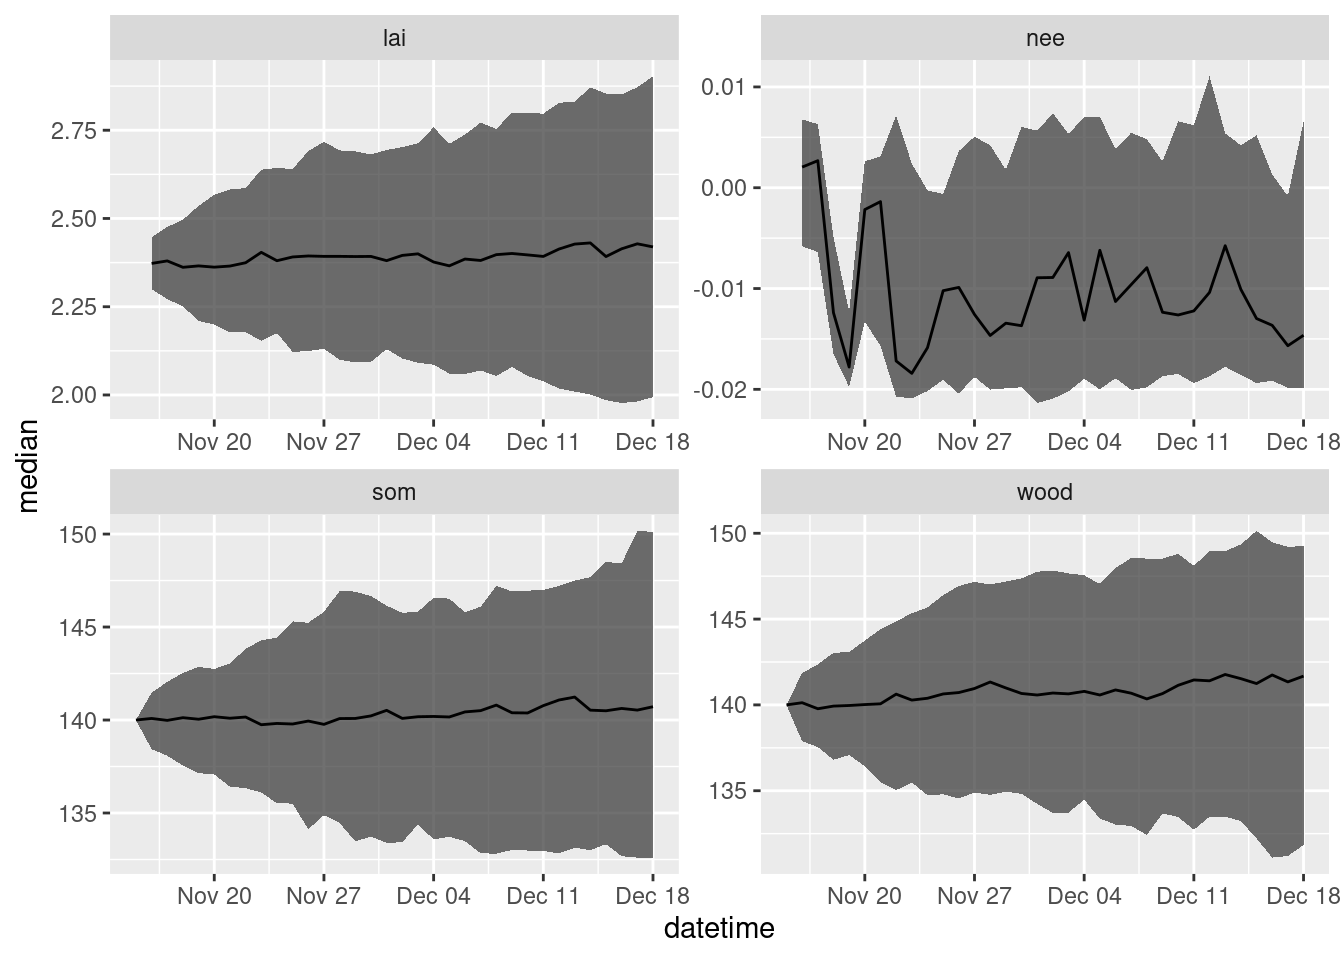 lai
nee
2.75
2.50
2.25
2.00
0.01
0.00
-0.01
-0.02
Nov 20 Nov 27 Dec 04 Dec 11 Dec 18
Nov 20 Nov 27 Dec 04 Dec 11 Dec 18
median
som
wood
150
145
140
135
150
145
140
135
Nov 20 Nov 27 Dec 04 Dec 11 Dec 18
Nov 20 Nov 27 Dec 04 Dec 11 Dec 18
datetime